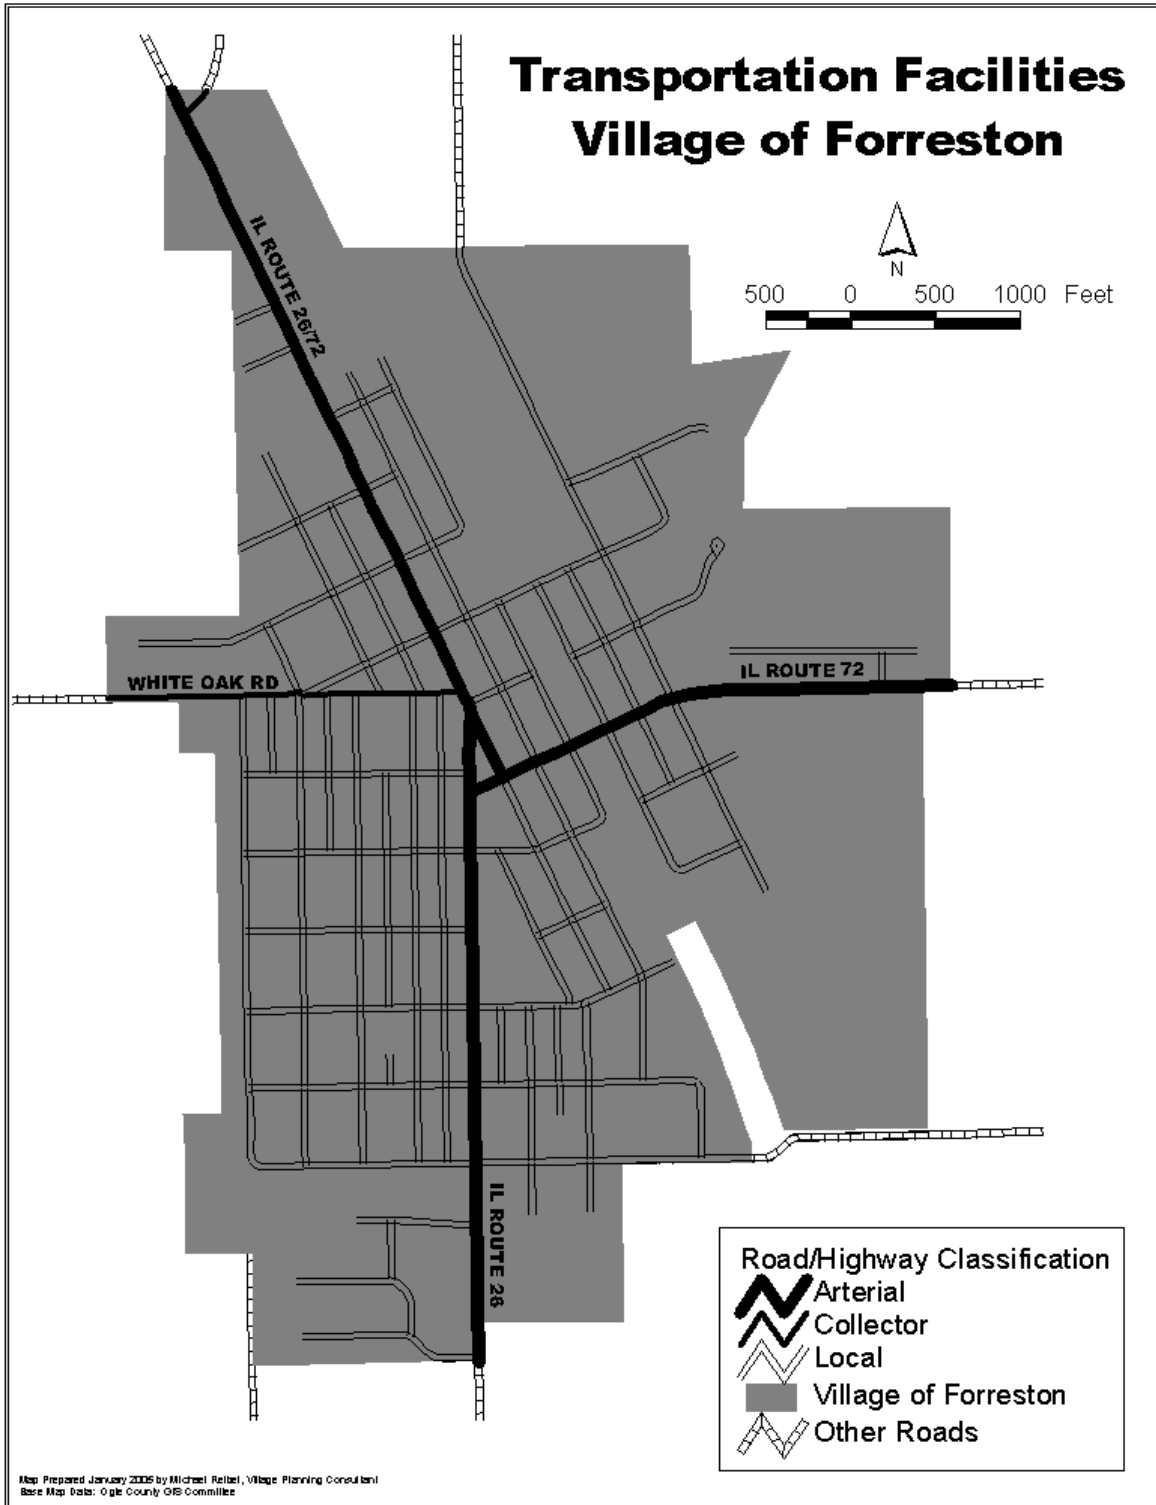 Transportation Facilities
Village of Forreston
N
500 0 500 1000 Feet
IL ROUTE 26/72
WHITE OAK RD
IL ROUTE 72
IL ROUTE 26
Road/Highway Classification
Arterial
Collector
Local
Village of Forreston
Other Roads
Map Prepared January 2005 by Michael Reibel, Village Planning Consultant
Base Map Data: Ogle County GIS Committee